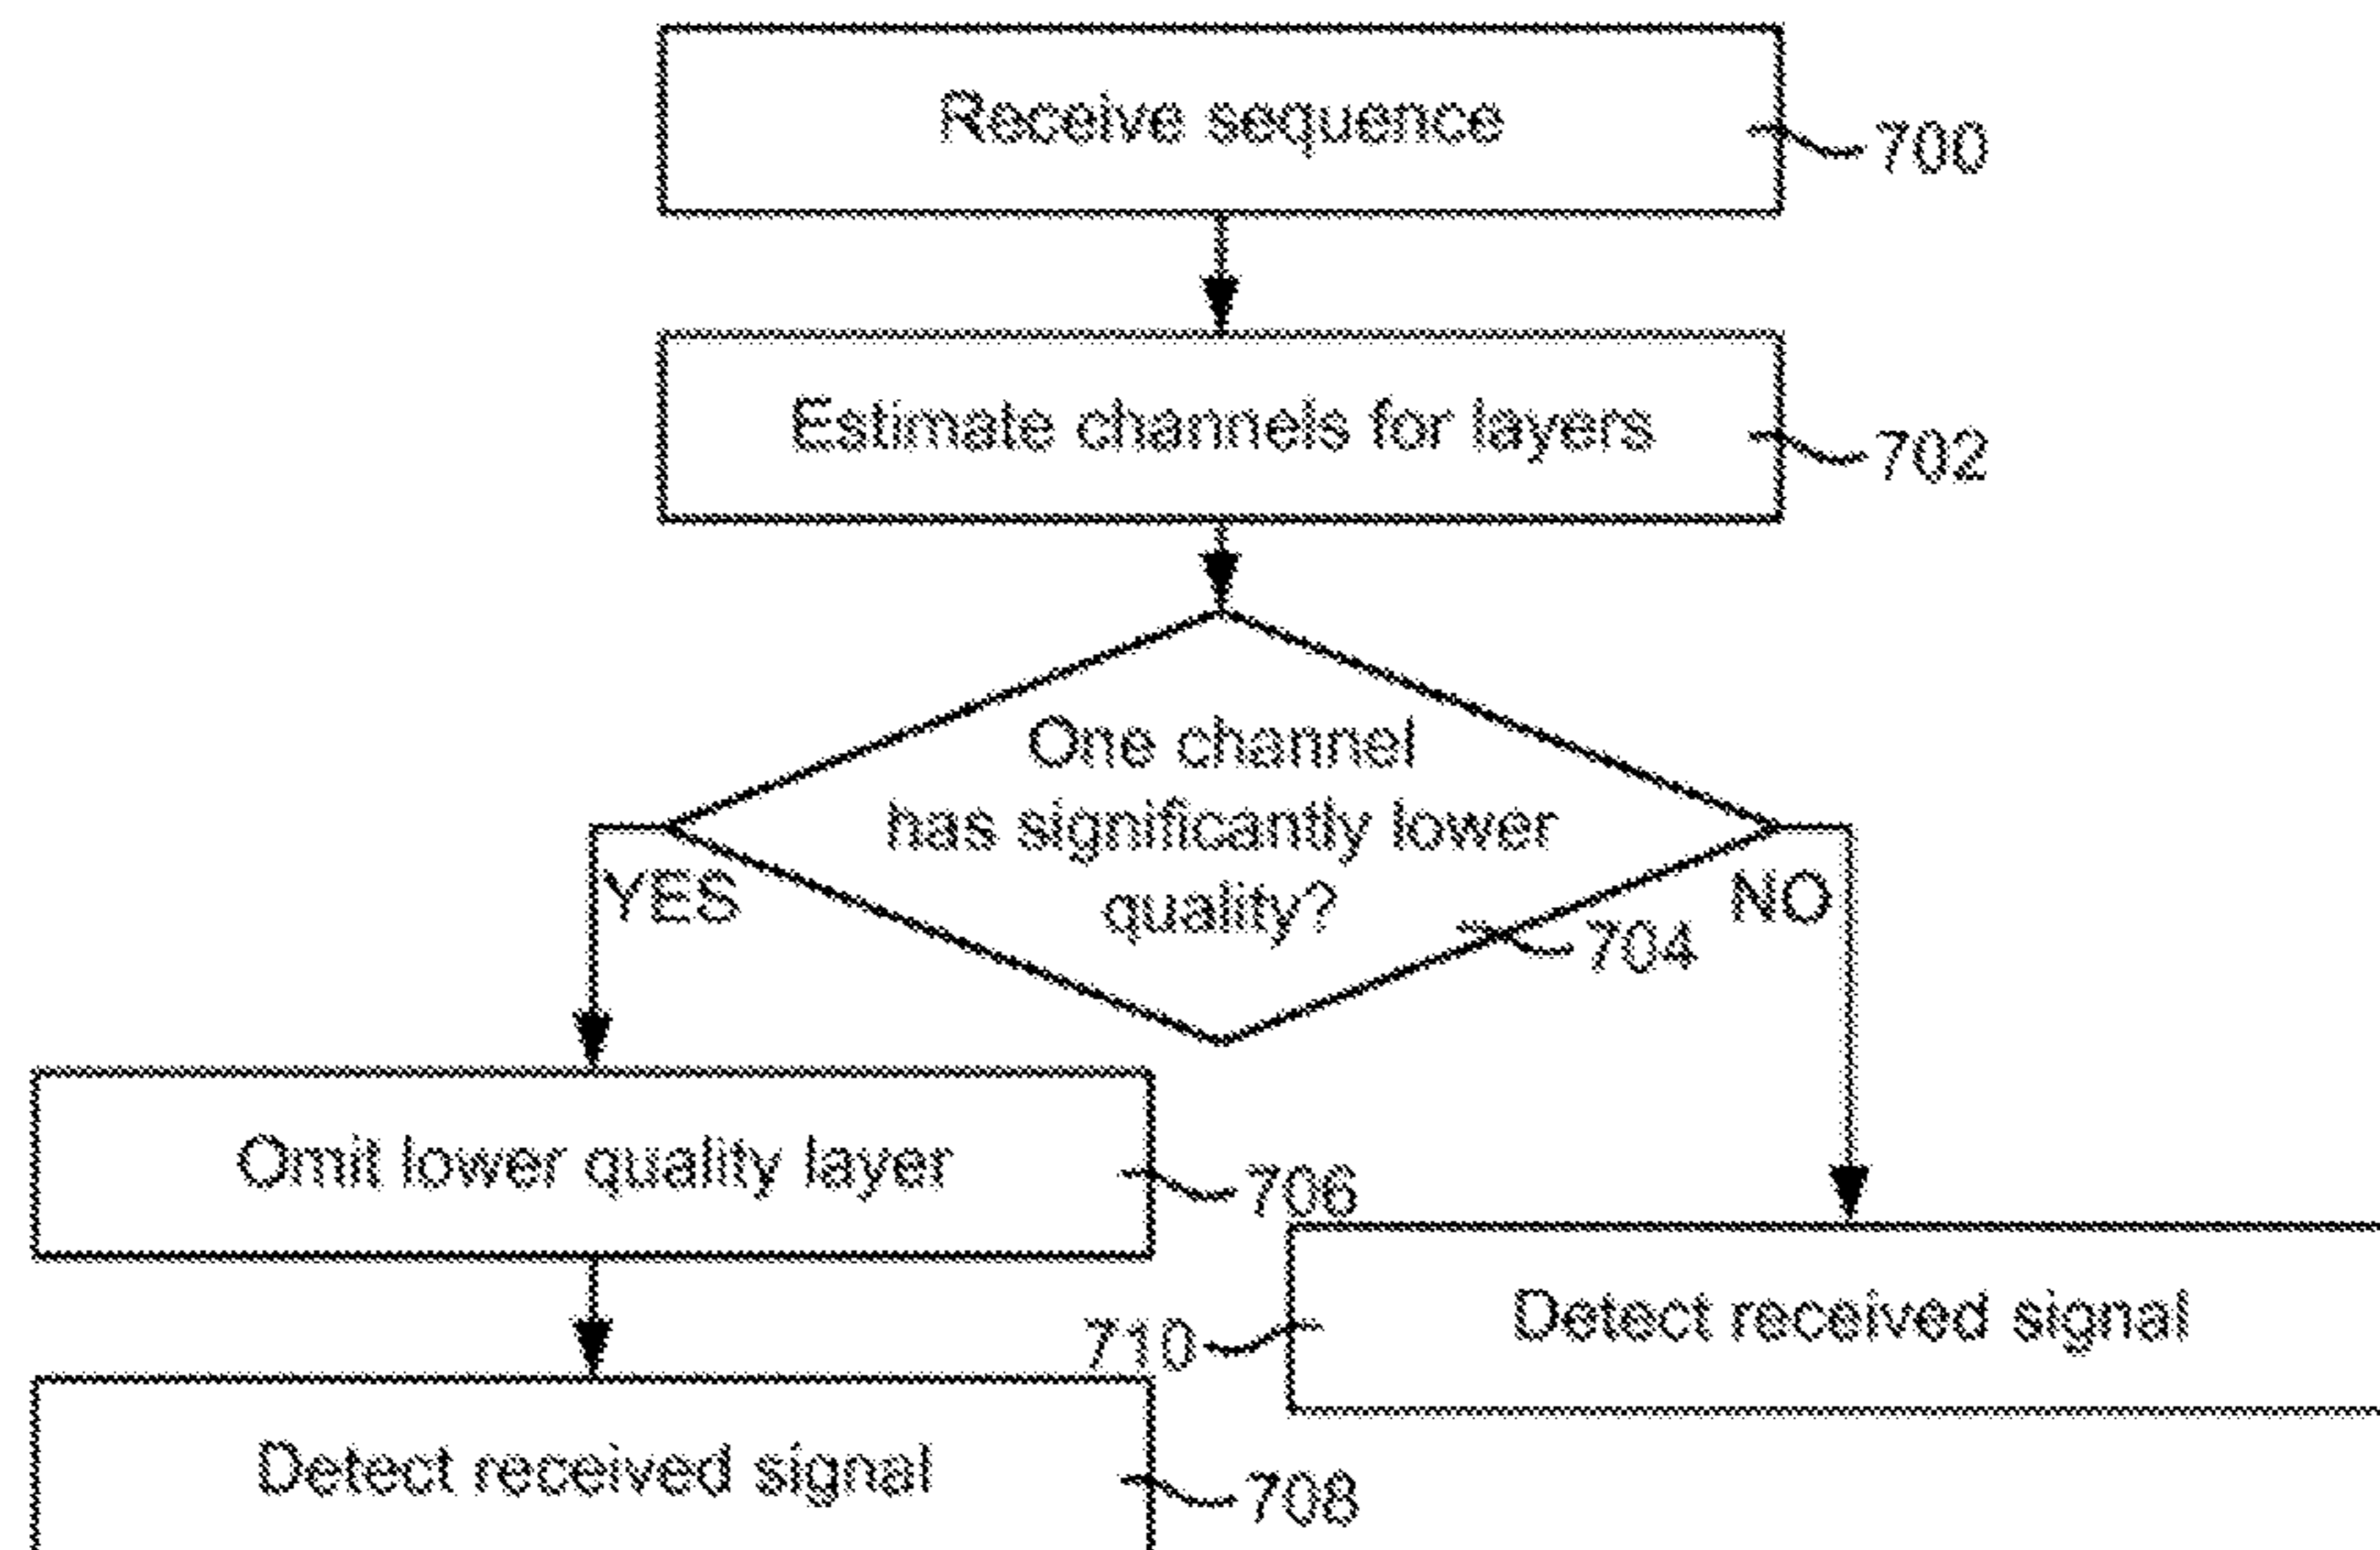 Receive sequence
700
Estimate channels for layers
702
One channel
has significantly lower
quality?
704
YES
NO
Omit lower quality layer
706
710
Detect received signal
Detect received signal
708